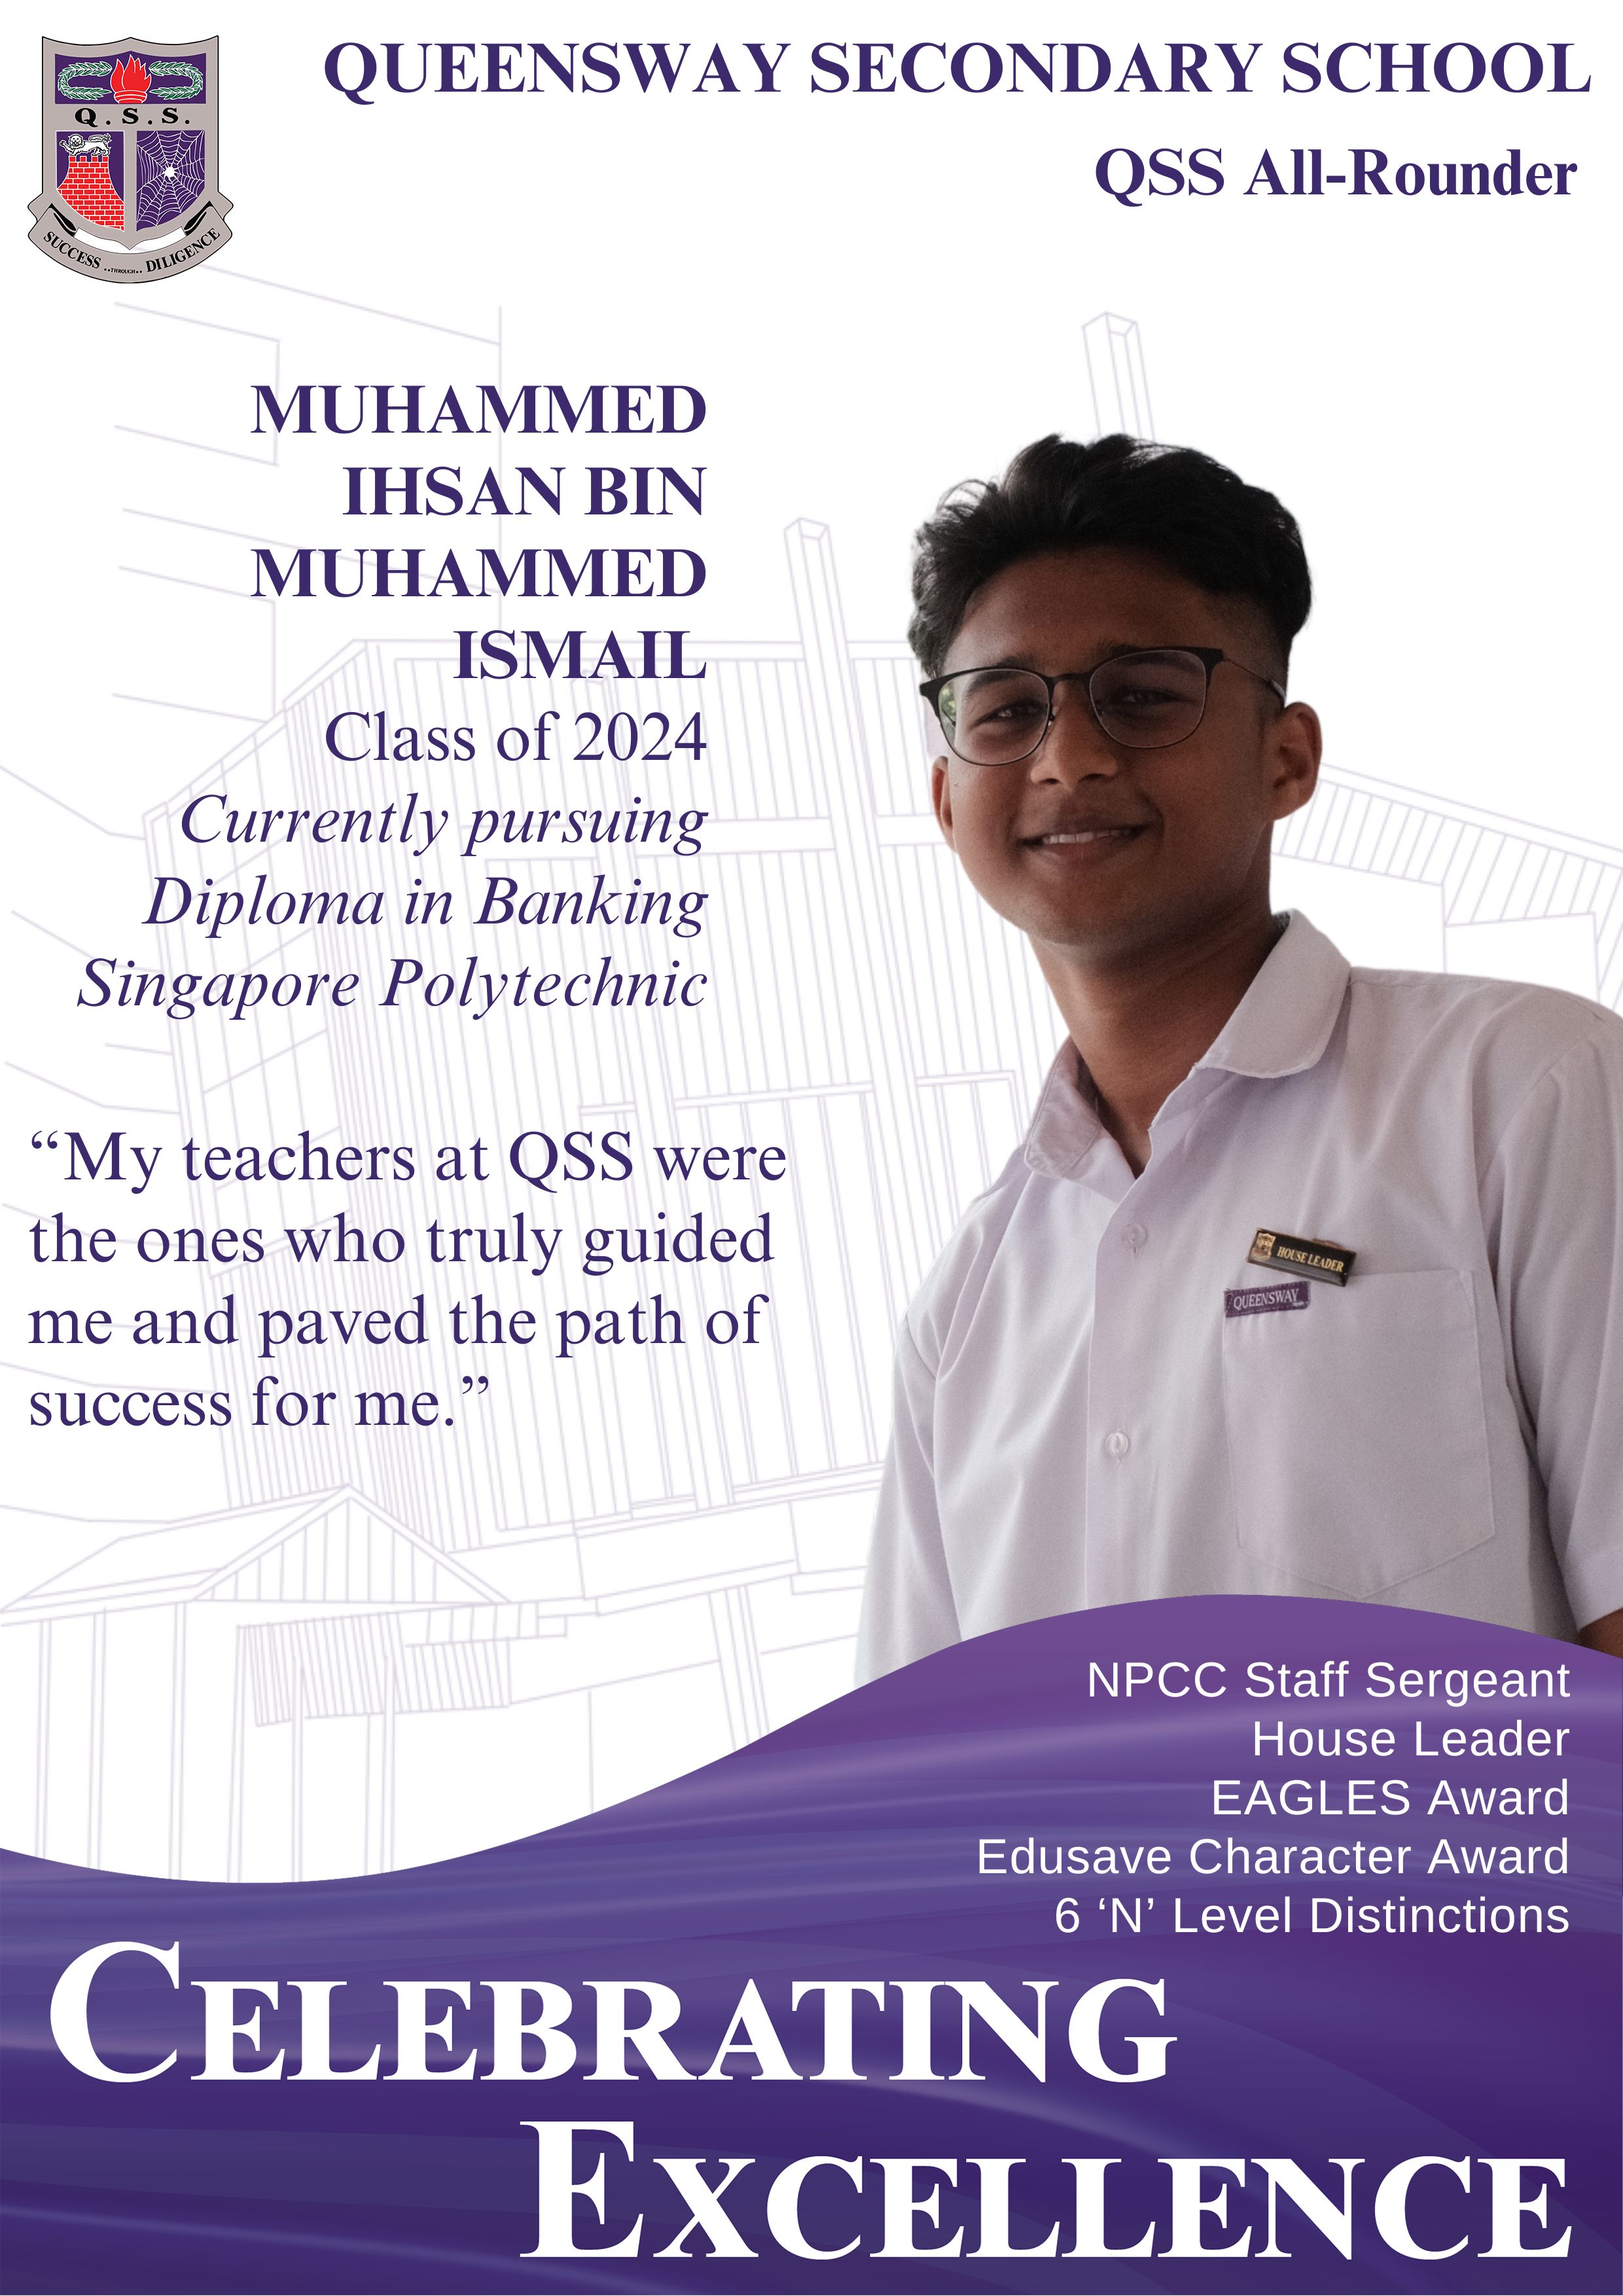 Q.S.S.
SUCCESS ..THROUGH.. DILIGENCE
QUEENSWAY SECONDARY SCHOOL
QSS All-Rounder
MUHAMMED
IHSAN BIN
MUHAMMED
ISMAIL
Class of 2024
Currently pursuing
Diploma in Banking
Singapore Polytechnic
“My teachers at QSS were
the ones who truly guided
me and paved the path of
success for me.”
HOUSE LEADER
QUEENSWAY
NPCC Staff Sergeant
House Leader
EAGLES Award
Edusave Character Award
6 ‘N’ Level Distinctions
CELEBRATING
EXCELLENCE